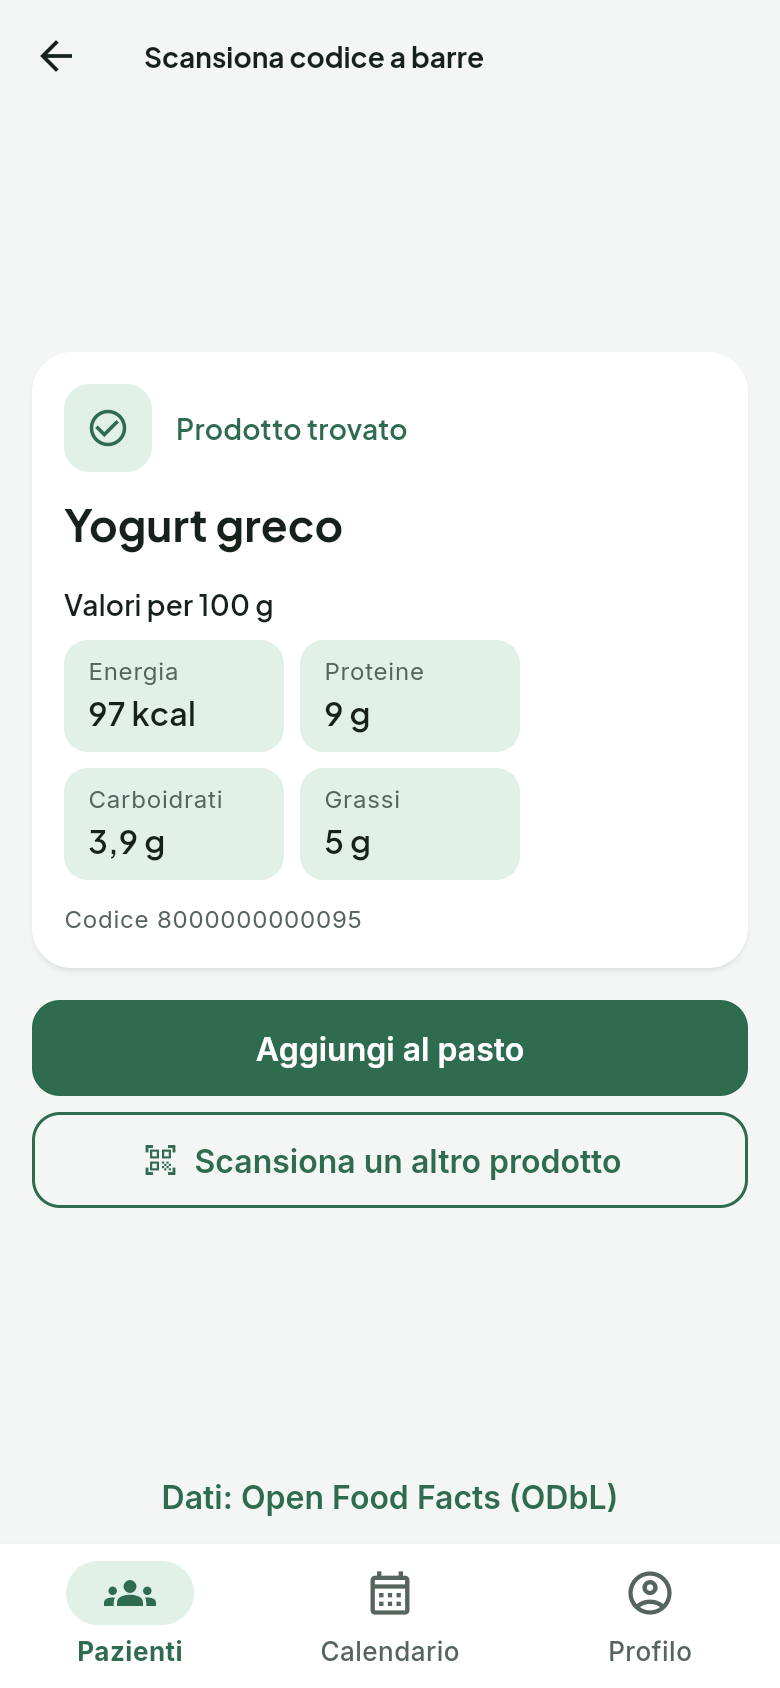 Scansiona codice a barre
Prodotto trovato
Yogurt greco
Valori per 100 g
Energia
97 kcal
Proteine
9 g
Carboidrati
3,9 g
Grassi
5 g
Codice 8000000000095
Aggiungi al pasto
Scansiona un altro prodotto
Dati: Open Food Facts (ODbL)
Pazienti
Calendario
Profilo